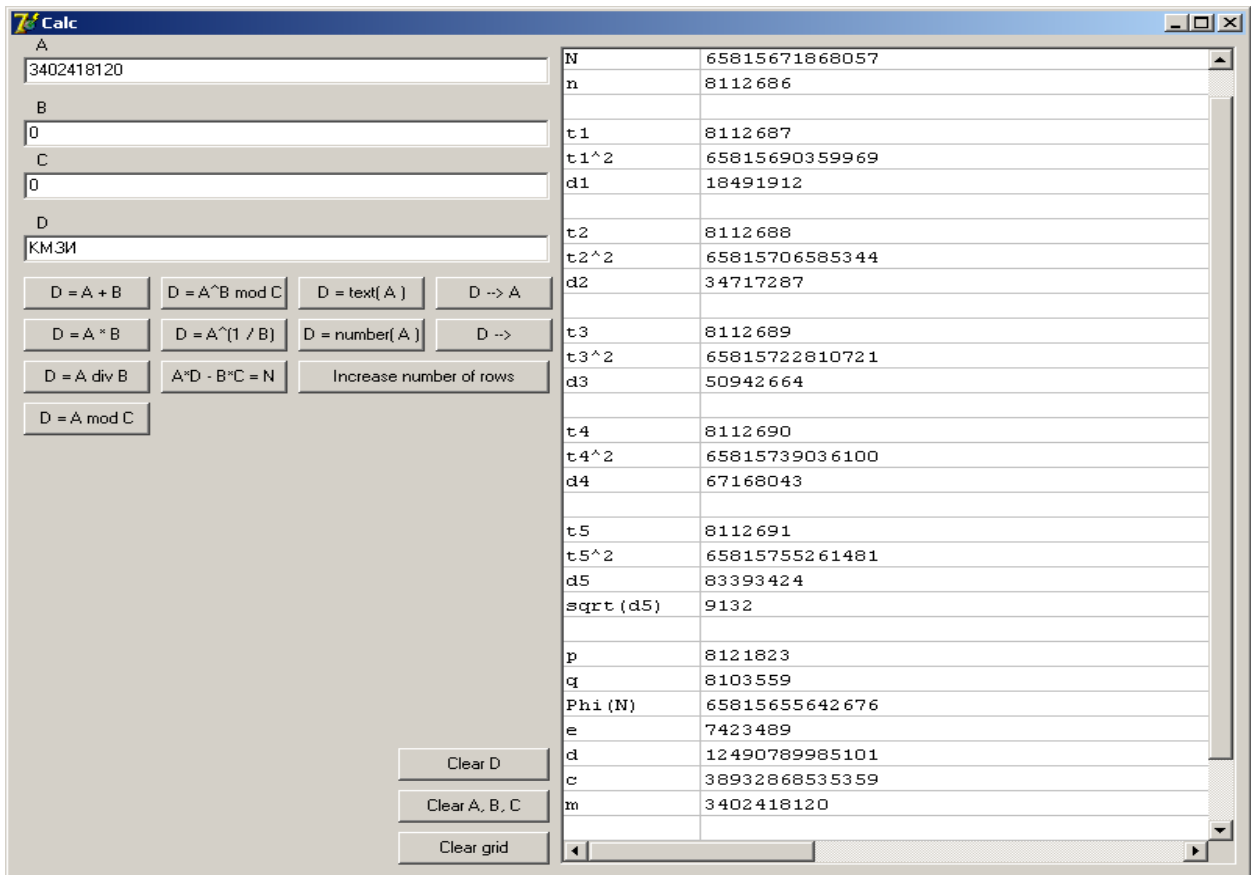 Calc
A
3402418120
B
0
C
0
D
КМЗИ
D = A + B
D = A^B mod C
D = text( A )
D --> A
D = A * B
D = A^(1 / B)
D = number( A )
D -->
D = A div B
A*D - B*C = N
Increase number of rows
D = A mod C
Clear D
Clear A, B, C
Clear grid
N 65815671868057
n 8112686
t1 8112687
t1^2 65815690359969
d1 18491912
t2 8112688
t2^2 65815706585344
d2 34717287
t3 8112689
t3^2 65815722810721
d3 50942664
t4 8112690
t4^2 65815739036100
d4 67168043
t5 8112691
t5^2 65815755261481
d5 83393424
sqrt(d5) 9132
p 8121823
q 8103559
Phi(N) 65815655642676
e 7423489
d 12490789985101
c 38932868535359
m 3402418120